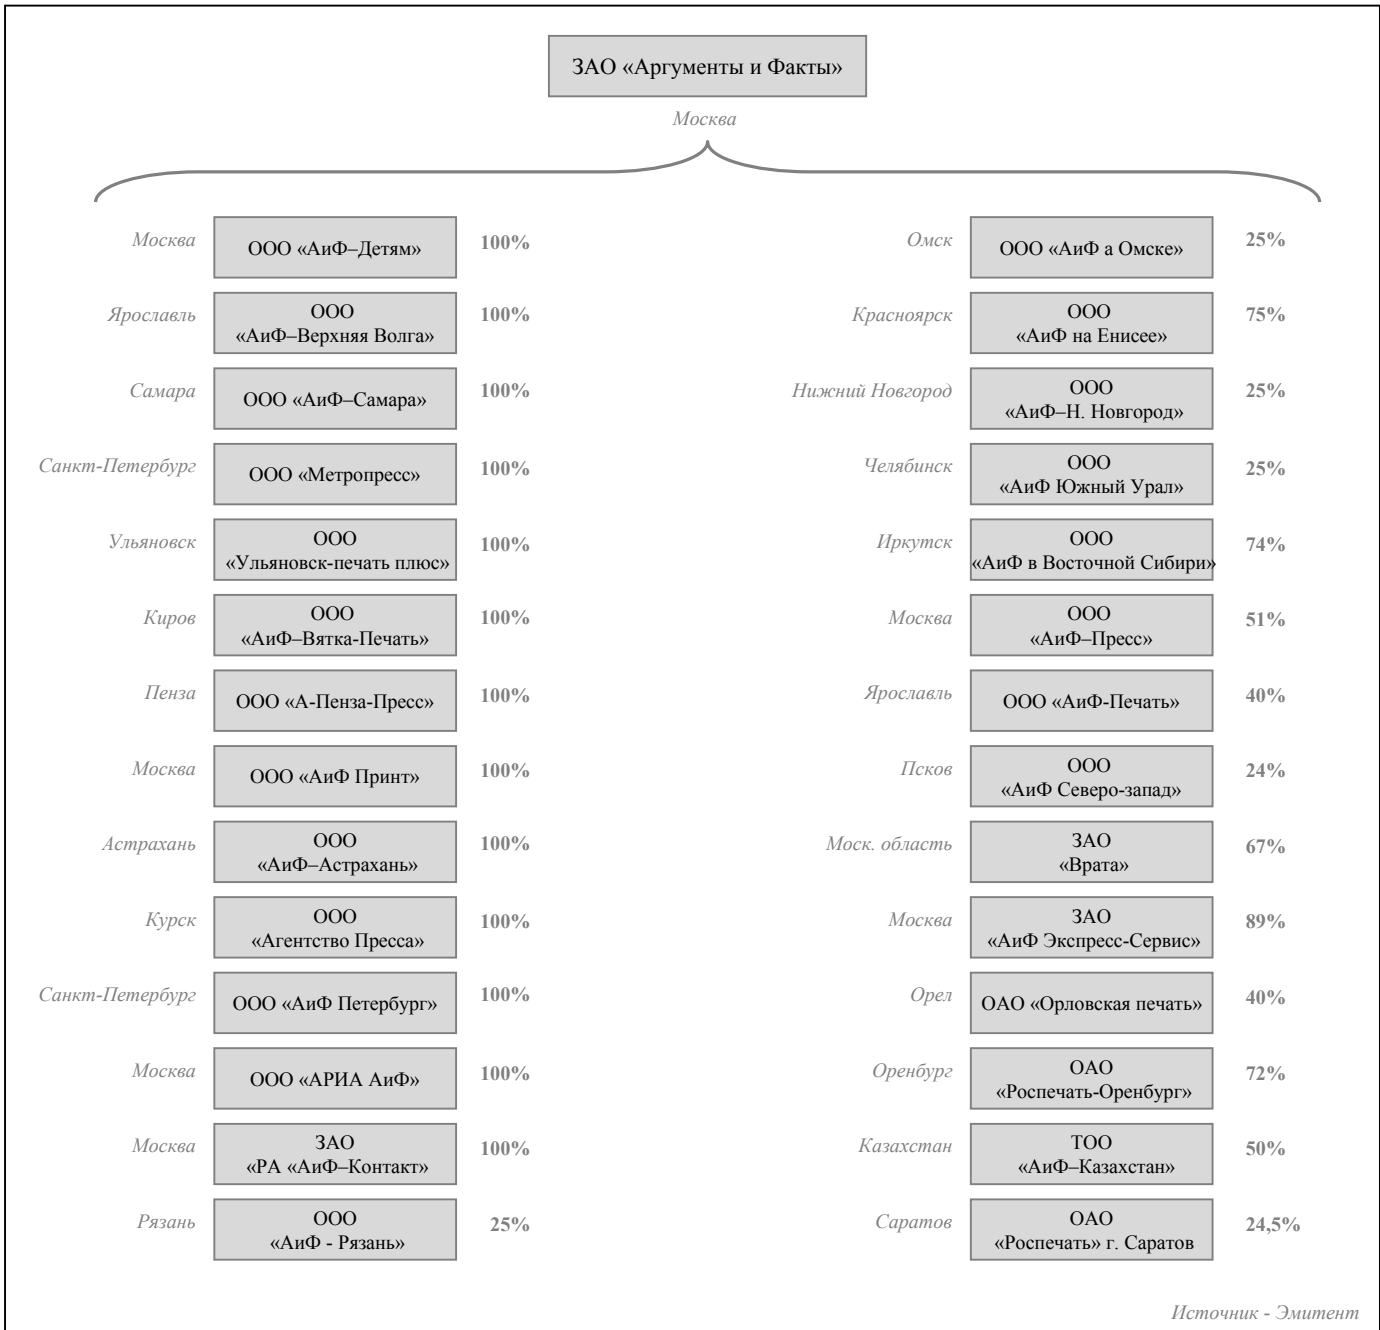 ЗАО «Аргументы и Факты»
Москва
Москва
ООО «АиФ–Детям»
100%
Ярославль
ООО
«АиФ–Верхняя Волга»
100%
Самара
ООО «АиФ–Самара»
100%
Санкт-Петербург
ООО «Метропресс»
100%
Ульяновск
ООО
«Ульяновск-печать плюс»
100%
Киров
ООО
«АиФ–Вятка-Печать»
100%
Пенза
ООО «А-Пенза-Пресс»
100%
Москва
ООО «АиФ Принт»
100%
Астрахань
ООО
«АиФ–Астрахань»
100%
Курск
ООО
«Агентство Пресса»
100%
Санкт-Петербург
ООО «АиФ Петербург»
100%
Москва
ООО «АРИА АиФ»
100%
Москва
ЗАО
«РА «АиФ–Контакт»
100%
Рязань
ООО
«АиФ - Рязань»
25%
Омск
ООО «АиФ а Омске»
25%
Красноярск
ООО
«АиФ на Енисее»
75%
Нижний Новгород
ООО
«АиФ–Н. Новгород»
25%
Челябинск
ООО
«АиФ Южный Урал»
25%
Иркутск
ООО
«АиФ в Восточной Сибири»
74%
Москва
ООО
«АиФ–Пресс»
51%
Ярославль
ООО «АиФ-Печать»
40%
Псков
ООО
«АиФ Северо-запад»
24%
Моск. область
ЗАО
«Врата»
67%
Москва
ЗАО
«АиФ Экспресс-Сервис»
89%
Орел
ОАО «Орловская печать»
40%
Оренбург
ОАО
«Роспечать-Оренбург»
72%
Казахстан
ТОО
«АиФ–Казахстан»
50%
Саратов
ОАО
«Роспечать» г. Саратов
24,5%
Источник - Эмитент